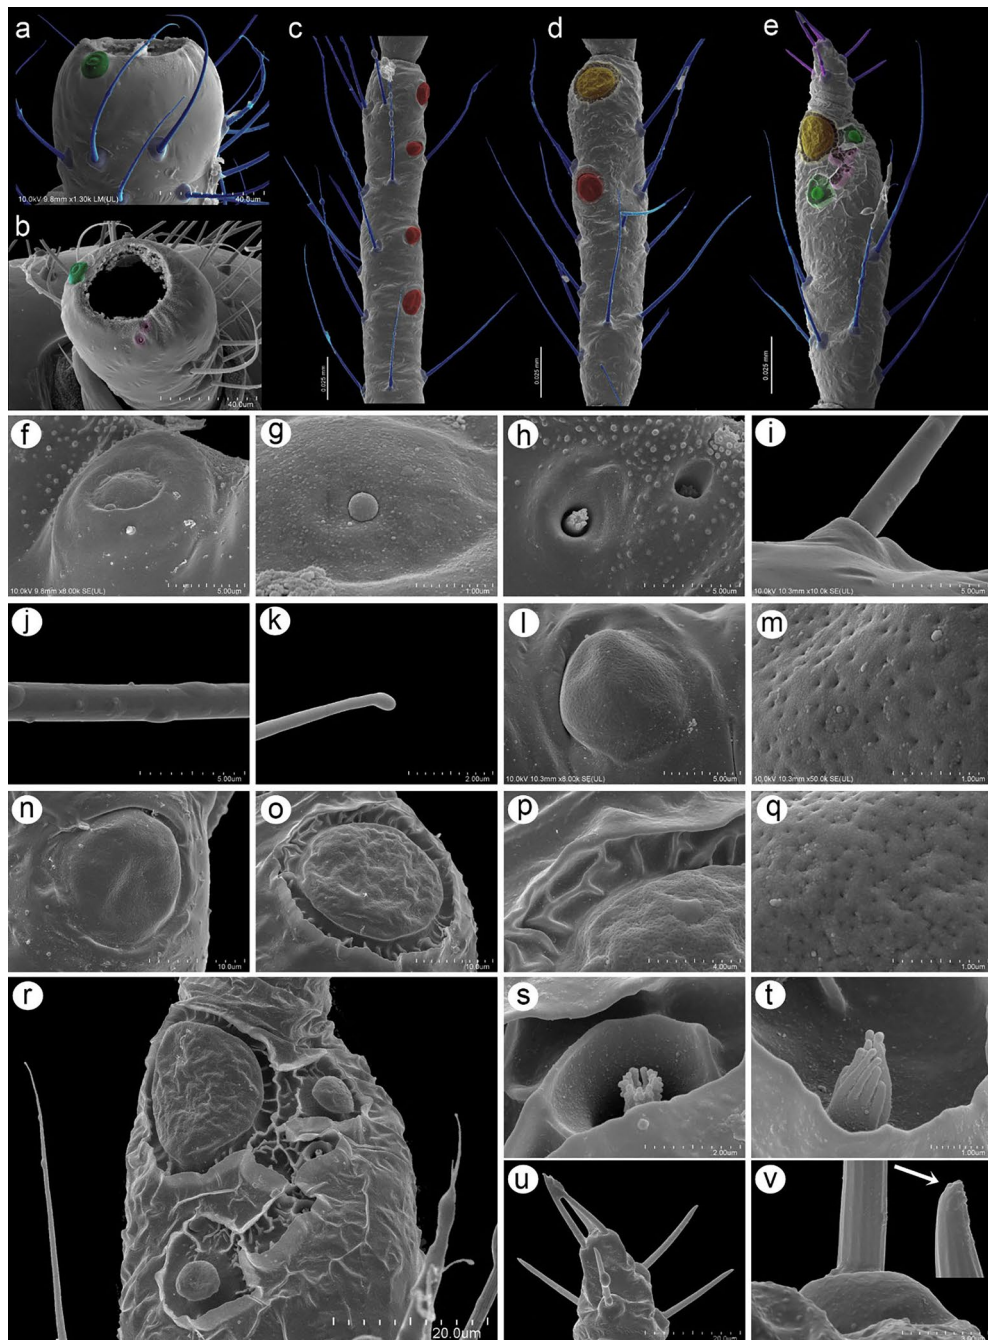 a
10.0kV 9.8mm x1.30k LM(UL)
40.0um
b
40.0um
c
0.025 mm
d
0.025 mm
e
0.025 mm
f
10.0kV 9.8mm x8.00k SE(UL)
5.00um
g
1.00um
h
5.00um
i
10.0kV 10.3mm x10.0k SE(UL)
5.00um
j
5.00um
k
2.00um
l
10.0kV 10.3mm x8.00k SE(UL)
5.00um
m
10.0kV 10.3mm x50.0k SE(UL)
1.00um
n
10.0um
o
10.0um
p
4.00um
q
1.00um
r
20.0um
s
2.00um
t
1.00um
u
20.0um
v